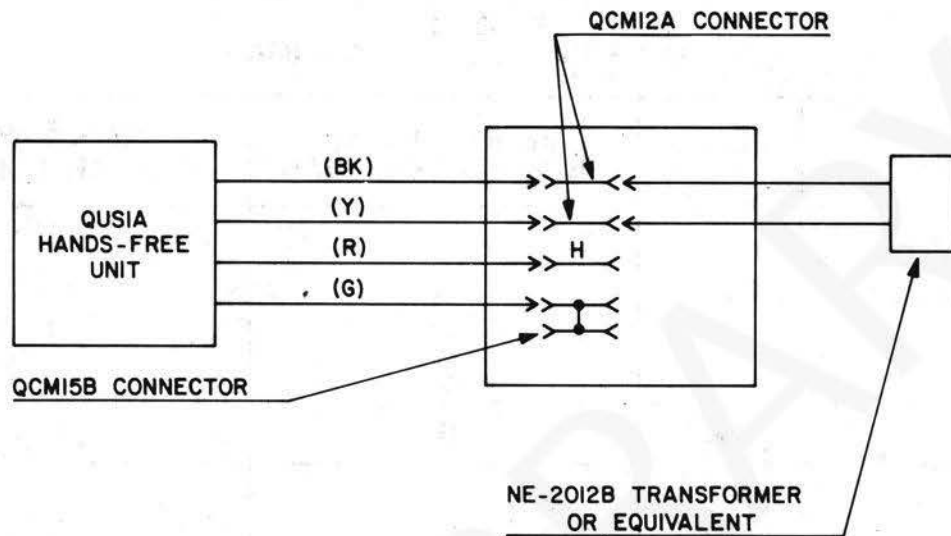 QCM12A CONNECTOR
(BK)
(Y)
(R)
(G)
QUSIA
HANDS-FREE
UNIT
H
QCM15B CONNECTOR
NE-2012B TRANSFORMER
OR EQUIVALENT